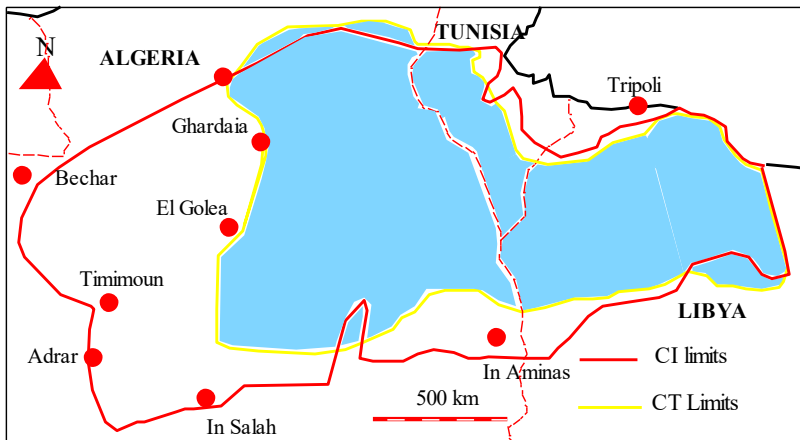 TUNISIA
N
ALGERIA
Tripoli
Ghardaia
Bechar
El Golea
Timimoun
LIBYA
Adrar
CI limits
In Aminas
500 km
CT Limits
In Salah